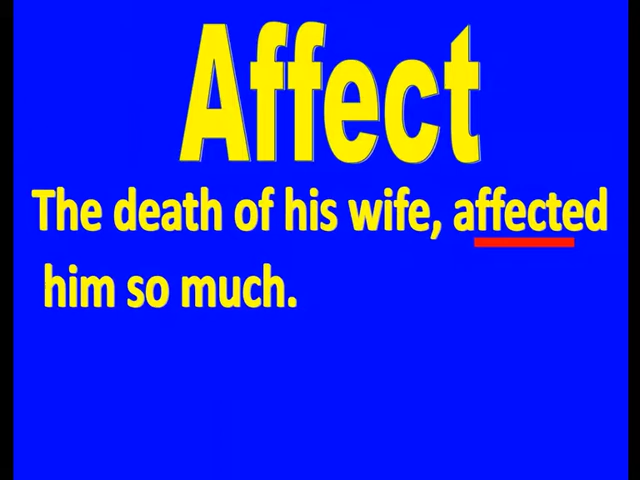 Affect
The death of his wife, affected
him so much.